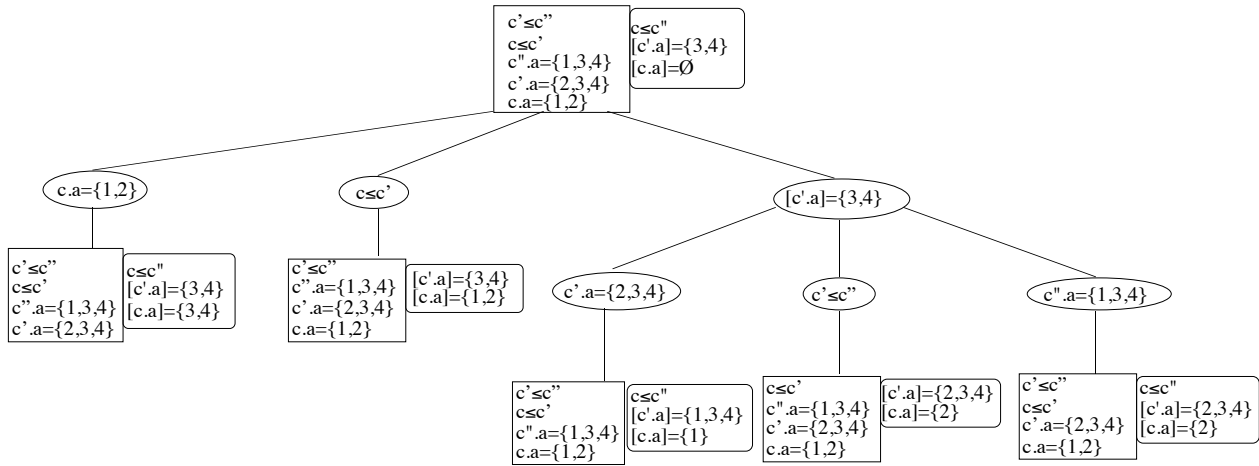 c’≤c”
c≤c’
c".a={1,3,4}
c’.a={2,3,4}
c.a={1,2}
c≤c"
[c'.a]={3,4}
[c.a]=Ø
c.a={1,2}
c≤c’
[c'.a]={3,4}
c’≤c”
c≤c’
c”.a={1,3,4}
c’.a={2,3,4}
c≤c"
[c'.a]={3,4}
[c.a]={3,4}
c’≤c”
c”.a={1,3,4}
c’.a={2,3,4}
c.a={1,2}
[c'.a]={3,4}
[c.a]={1,2}
c’.a={2,3,4}
c’≤c”
c".a={1,3,4}
c’≤c”
c≤c’
c".a={1,3,4}
c.a={1,2}
c≤c"
[c'.a]={1,3,4}
[c.a]={1}
c≤c’
c".a={1,3,4}
c’.a={2,3,4}
c.a={1,2}
[c'.a]={2,3,4}
[c.a]={2}
c’≤c”
c≤c’
c’.a={2,3,4}
c.a={1,2}
c≤c"
[c'.a]={2,3,4}
[c.a]={2}